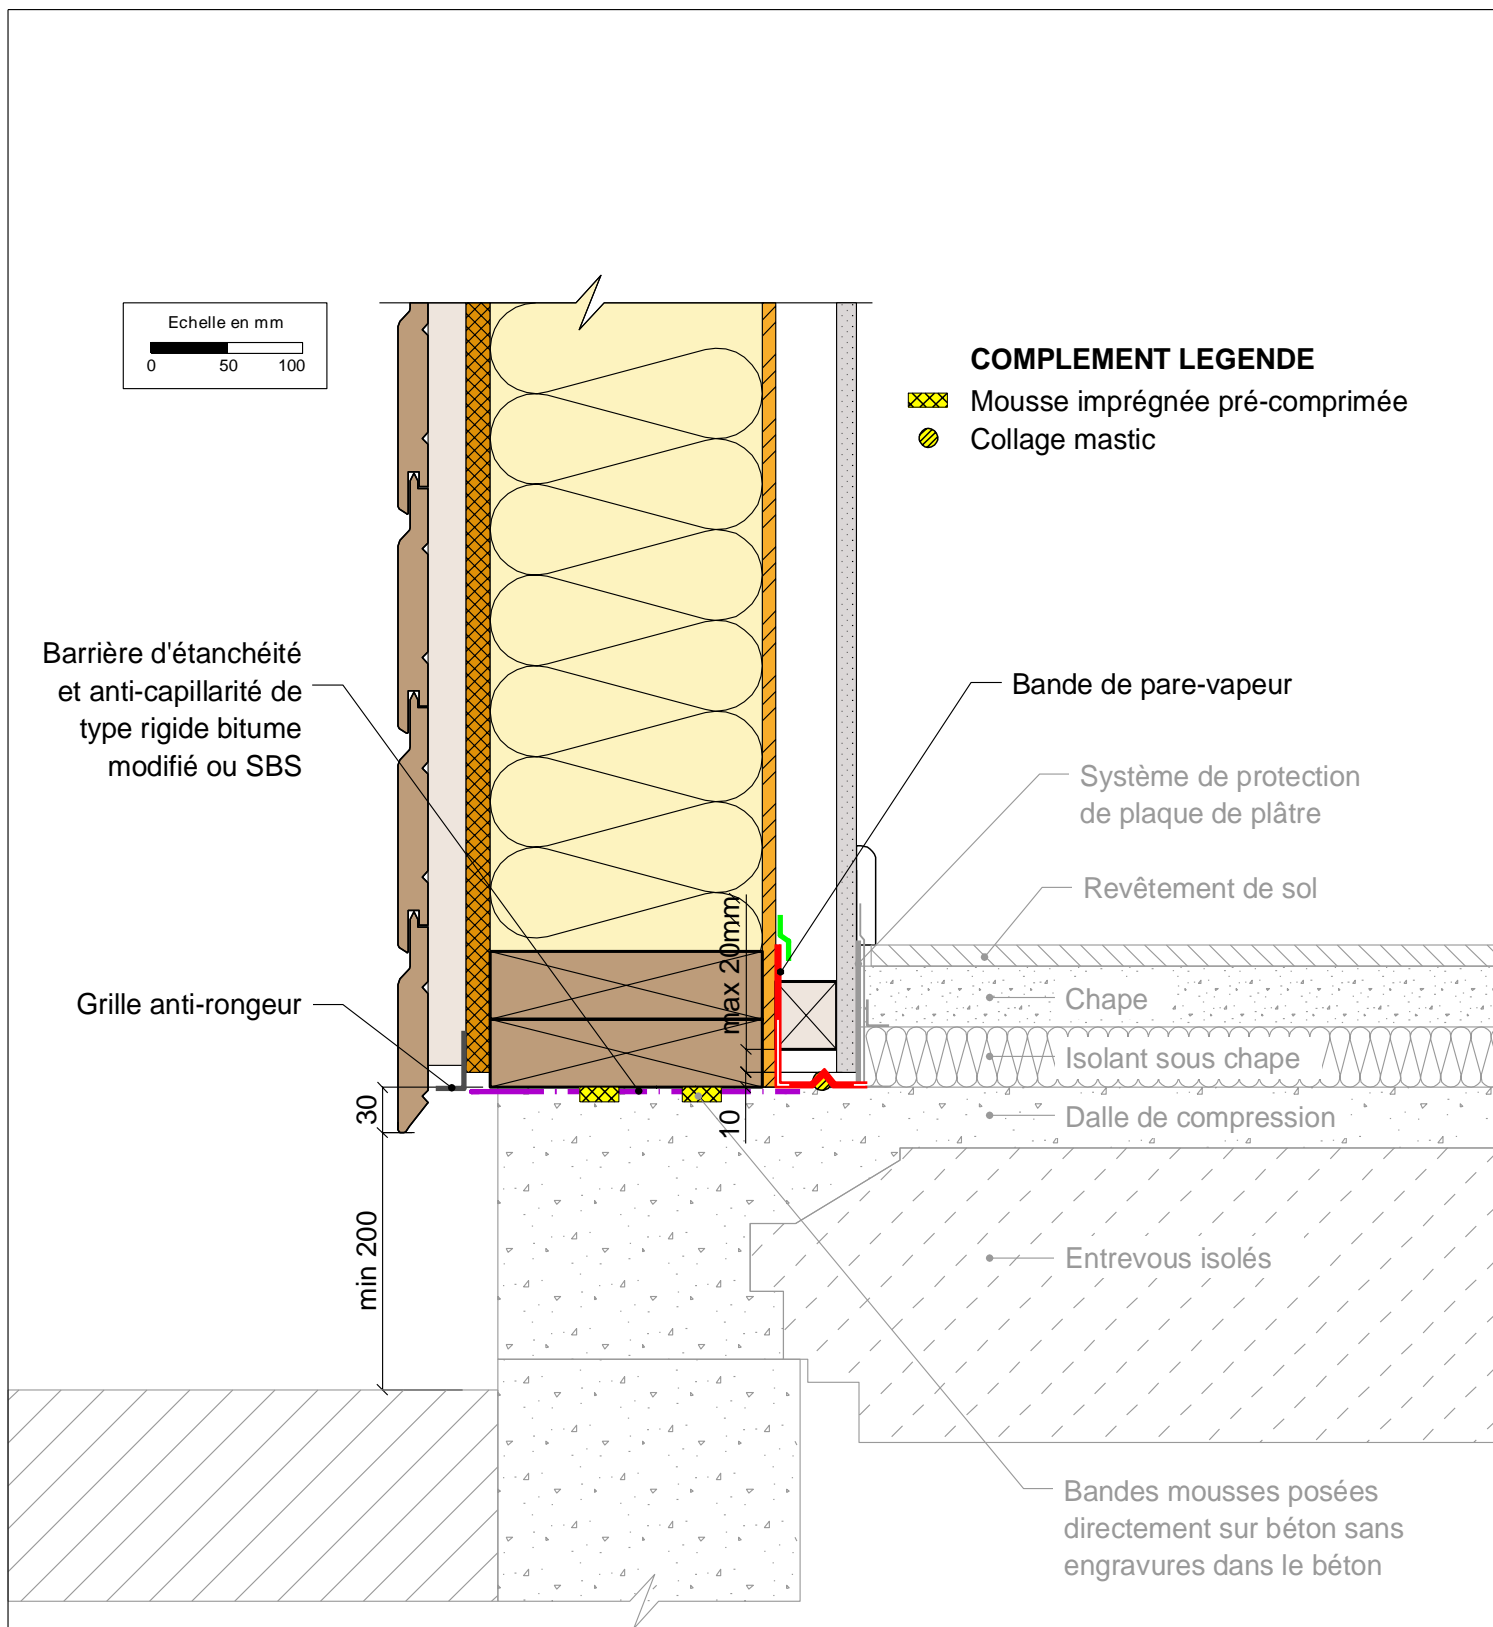 Echelle en mm
0 50 100
COMPLEMENT LEGENDE
Mousse imprégnée pré-comprimée
Collage mastic
Barrière d'étanchéité
et anti-capillarité de
type rigide bitume
modifié ou SBS
Bande de pare-vapeur
Système de protection
de plaque de plâtre
Revêtement de sol
max 20mm
Grille anti-rongeur
Chape
Isolant sous chape
30
10
Dalle de compression
min 200
Entrevous isolés
Bandes mousses posées
directement sur béton sans
engravures dans le béton